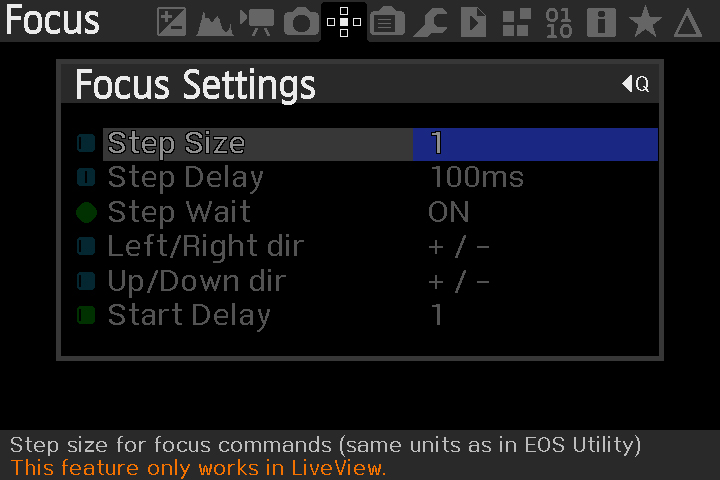 Focus
Focus Settings
Q
Step Size 1
Step Delay 100ms
Step Wait ON
Left/Right dir + / -
Up/Down dir + / -
Start Delay 1
Step size for focus commands (same units as in EOS Utility)
This feature only works in LiveView.